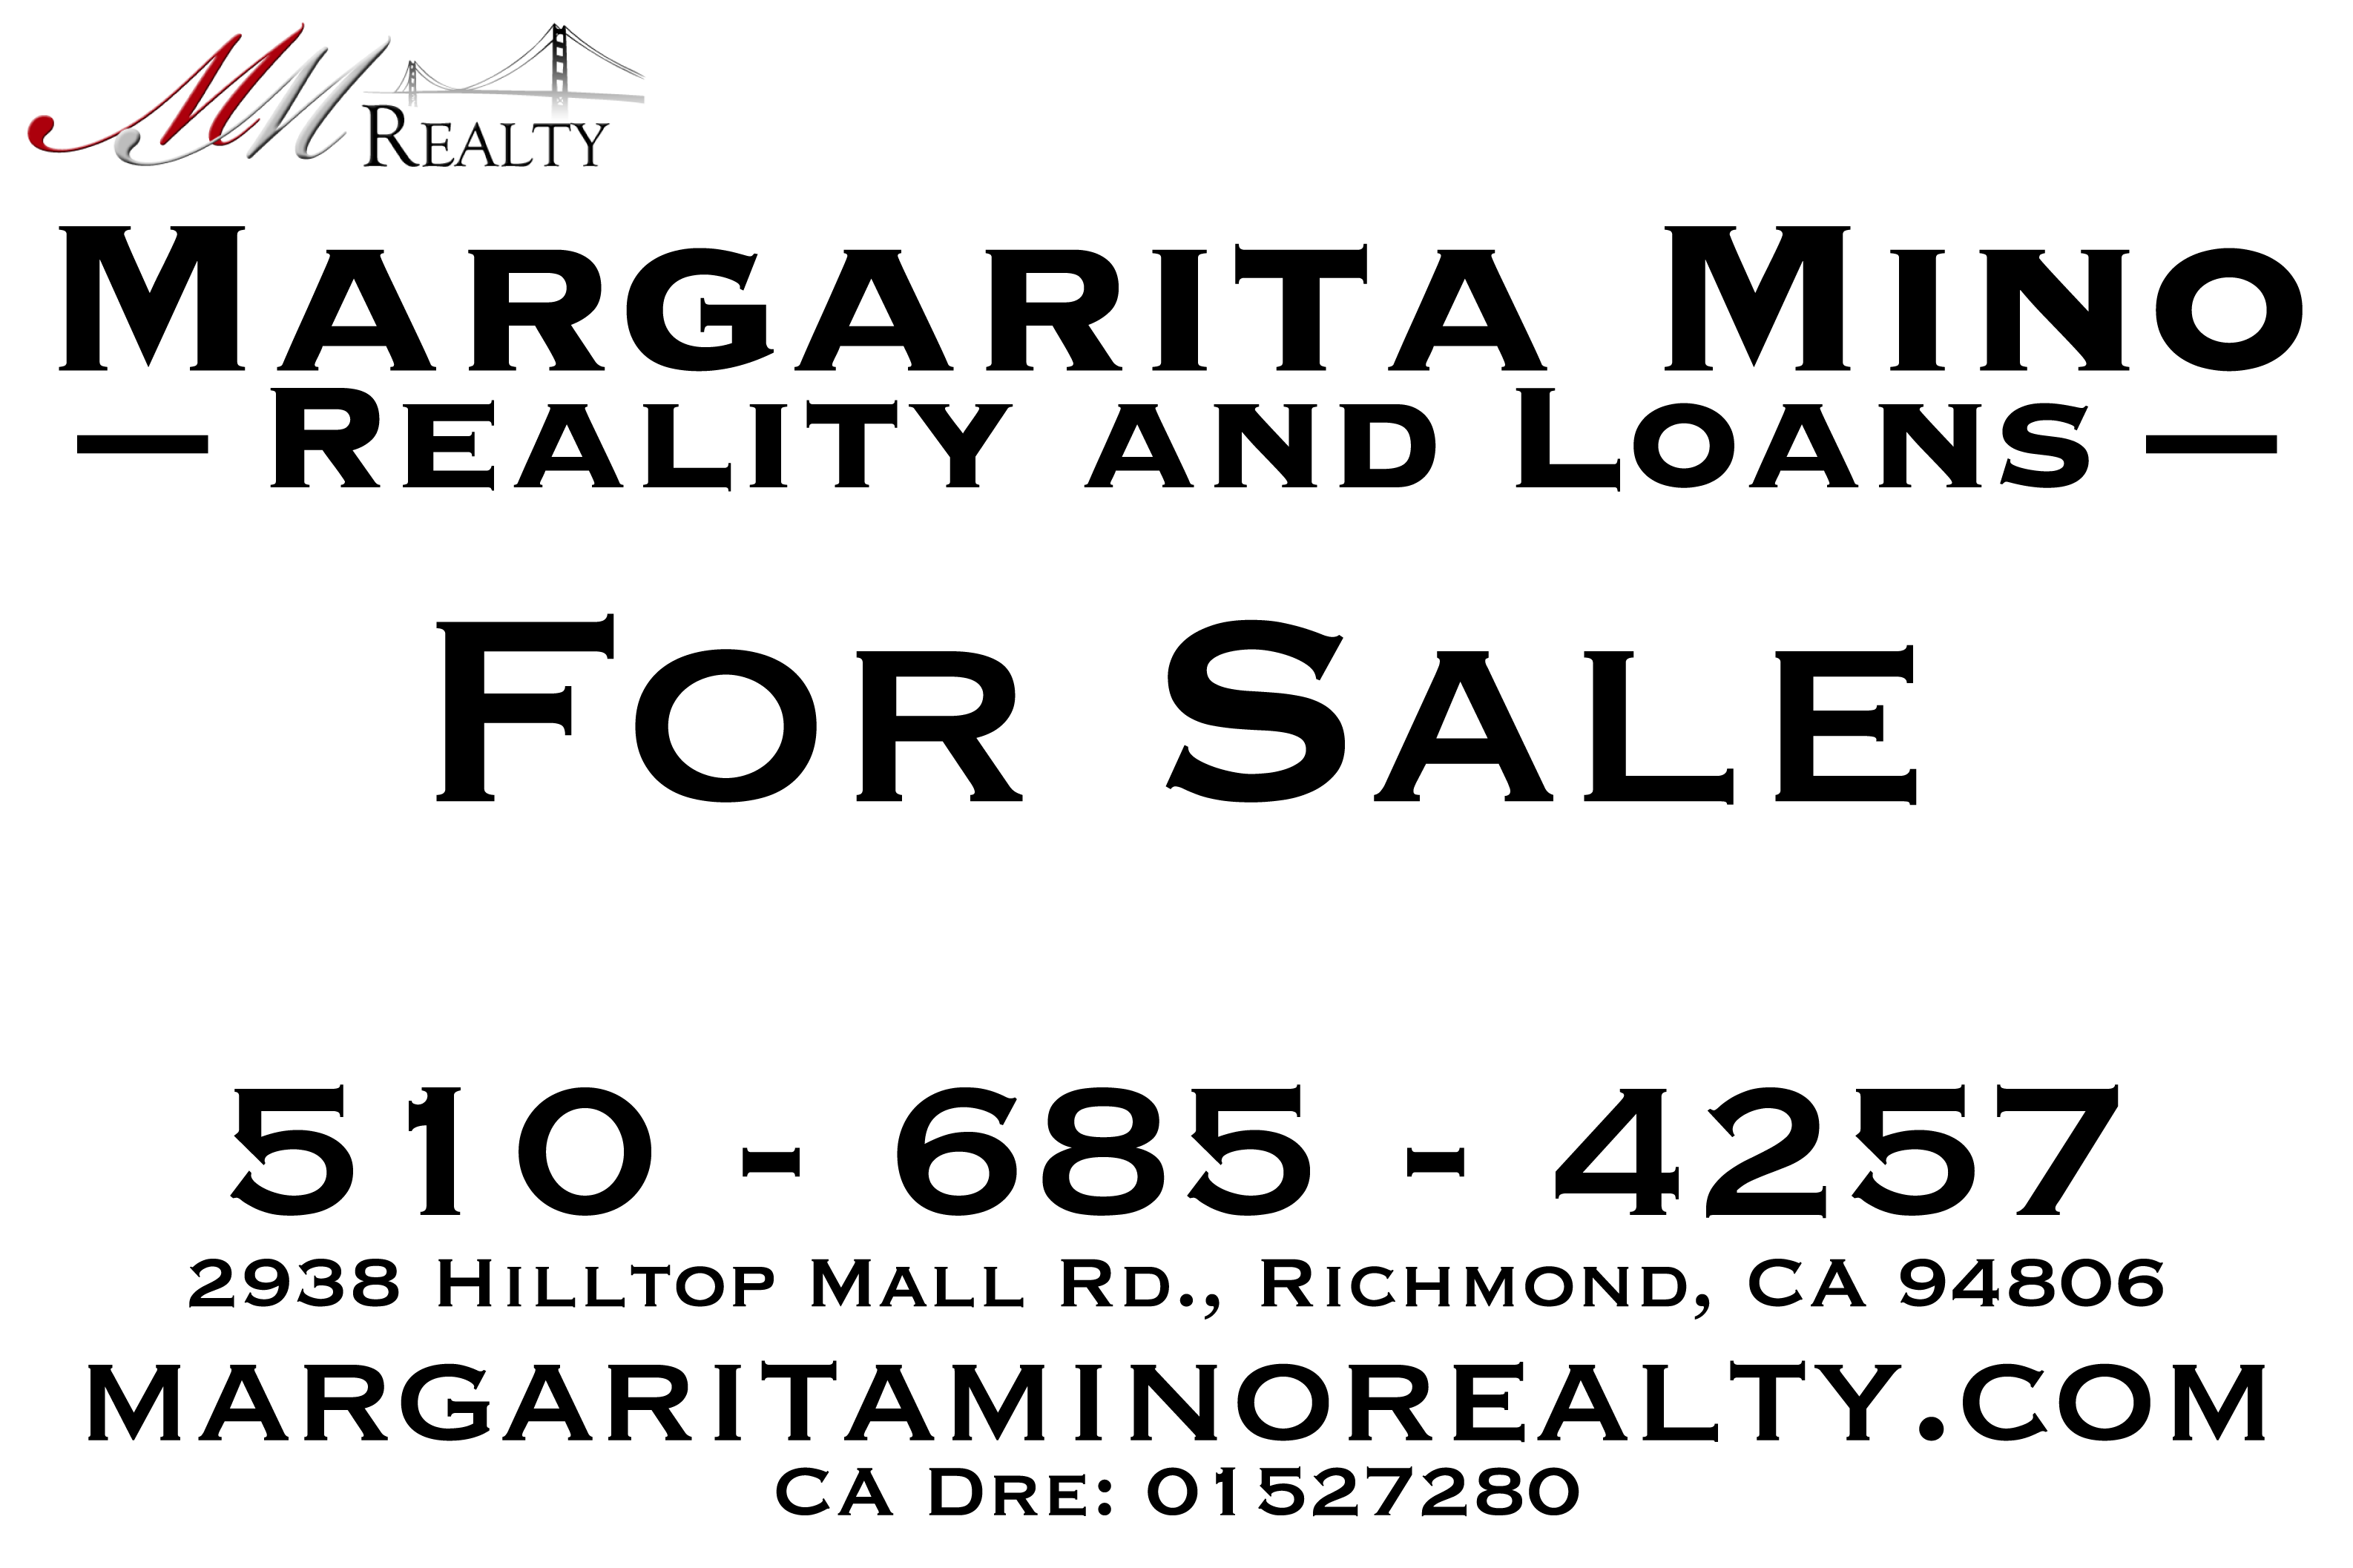 MM Realty
Margarita Mino
— Reality and Loans —
For Sale
510 - 685 - 4257
2938 Hilltop Mall Rd., Richmond, CA 94806
MARGARITAMINOREALTY.COM
CA Dre: 01527280